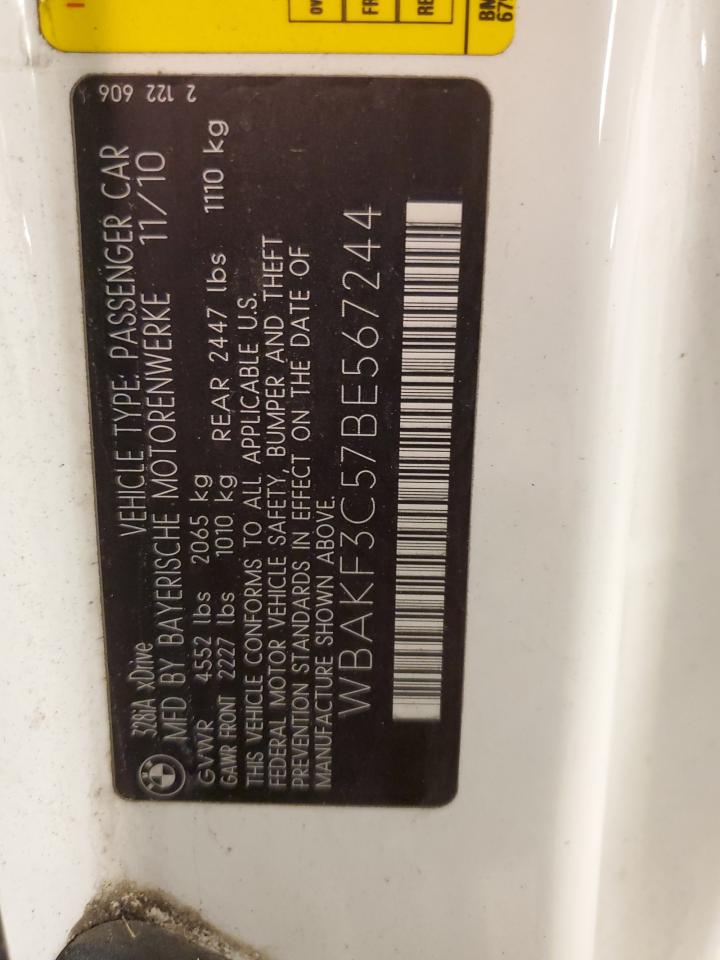 328iA xDrive VEHICLE TYPE: PASSENGER CAR
MFD BY BAYERISCHE MOTORENWERKE 11/10
GVWR 4552 lbs 2065 kg
GAWR FRONT 2227 lbs 1010 kg REAR 2447 lbs 1110 kg
THIS VEHICLE CONFORMS TO ALL APPLICABLE U.S.
FEDERAL MOTOR VEHICLE SAFETY, BUMPER AND THEFT
PREVENTION STANDARDS IN EFFECT ON THE DATE OF
MANUFACTURE SHOWN ABOVE.
WBAKF3C57BE567244
2 122 606
BMW